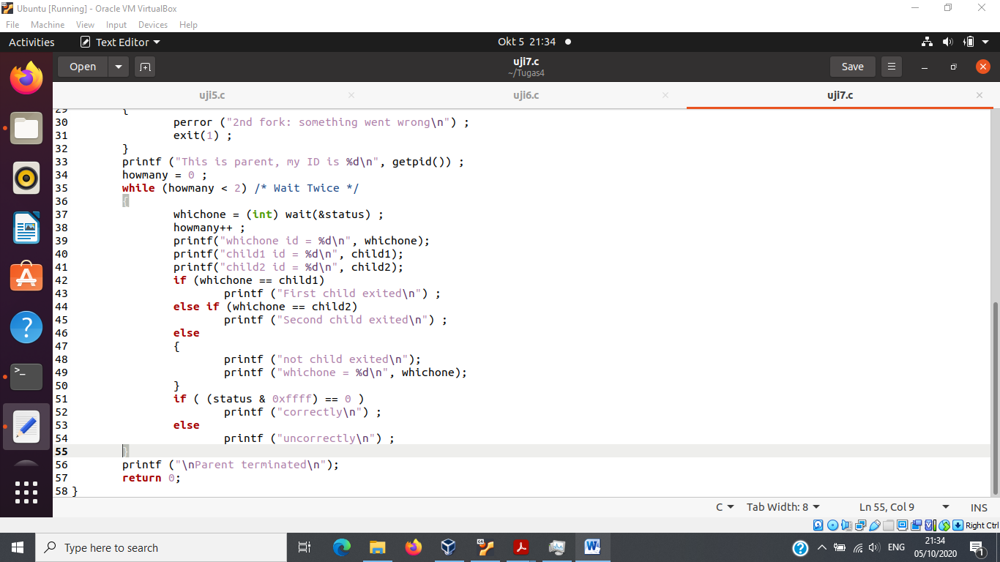 Ubuntu [Running] - Oracle VM VirtualBox
File Machine View Input Devices Help
Activities Text Editor Okt 5 21:34
Open uji7.c Save
~/Tugas4
uji5.c uji6.c uji7.c
29 {
30 perror ("2nd fork: something went wrong\n") ;
31 exit(1) ;
32 }
33 printf ("This is parent, my ID is %d\n", getpid()) ;
34 howmany = 0 ;
35 while (howmany < 2) /* Wait Twice */
36 {
37 whichone = (int) wait(&status) ;
38 howmany++ ;
39 printf("whichone id = %d\n", whichone);
40 printf("child1 id = %d\n", child1);
41 printf("child2 id = %d\n", child2);
42 if (whichone == child1)
43 printf ("First child exited\n") ;
44 else if (whichone == child2)
45 printf ("Second child exited\n") ;
46 else
47 {
48 printf ("not child exited\n");
49 printf ("whichone = %d\n", whichone);
50 }
51 if ( (status & 0xffff) == 0 )
52 printf ("correctly\n") ;
53 else
54 printf ("uncorrectly\n") ;
55 }
56 printf ("\nParent terminated\n");
57 return 0;
58 }
C Tab Width: 8 Ln 55, Col 9 INS
Right Ctrl
Type here to search ENG 21:34
05/10/2020 1